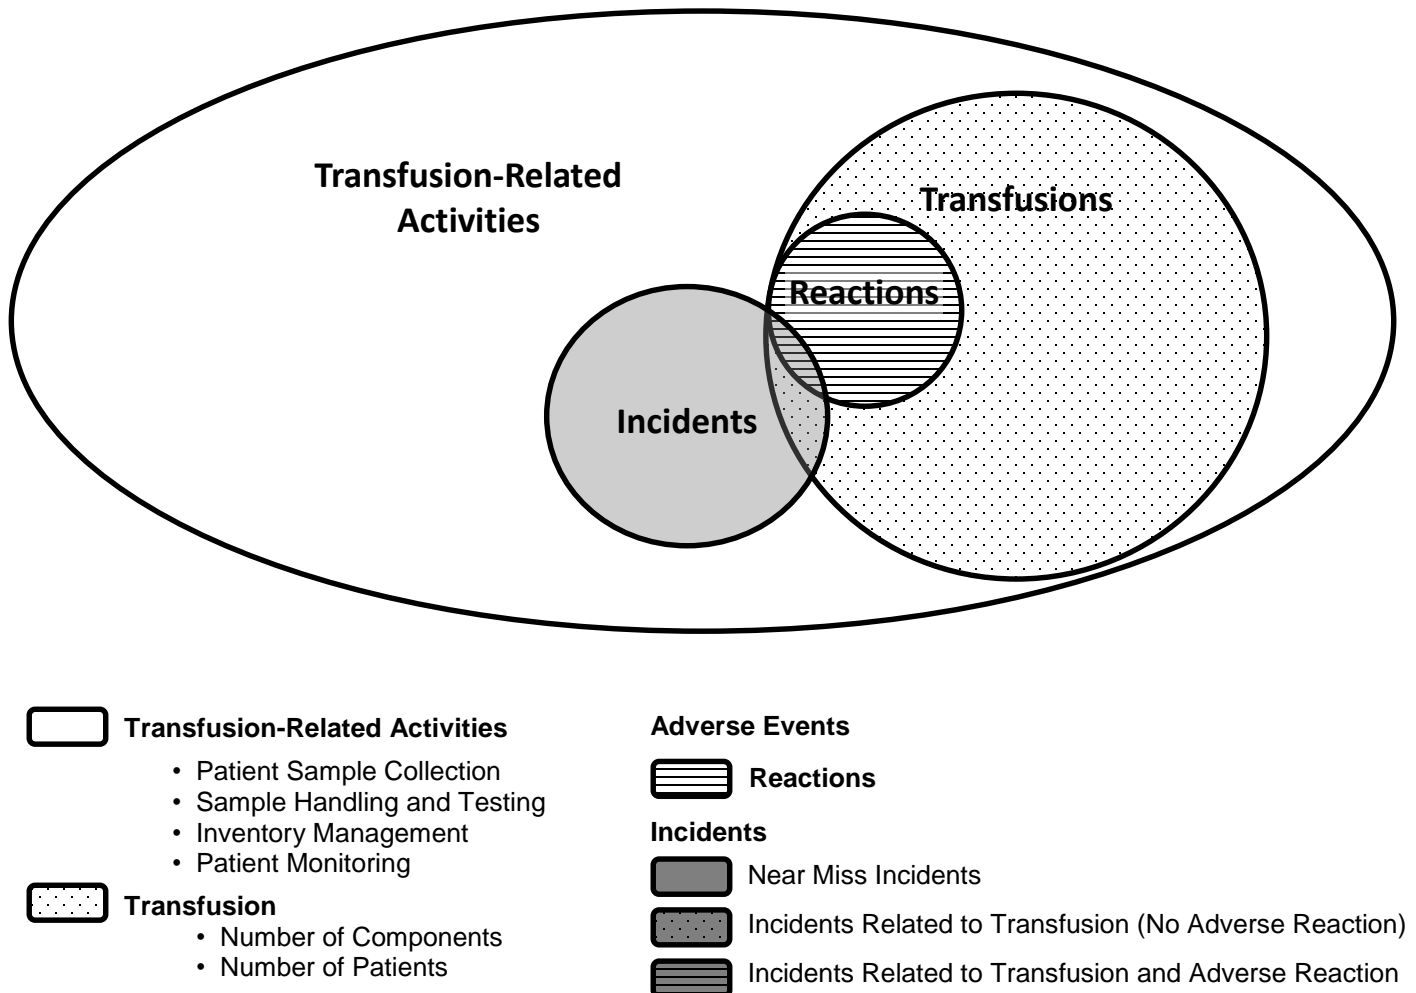 Transfusion-Related
Activities
Transfusions
Reactions
Incidents
Transfusion-Related Activities
• Patient Sample Collection
• Sample Handling and Testing
• Inventory Management
• Patient Monitoring
Transfusion
• Number of Components
• Number of Patients
Adverse Events
Reactions
Incidents
Near Miss Incidents
Incidents Related to Transfusion (No Adverse Reaction)
Incidents Related to Transfusion and Adverse Reaction